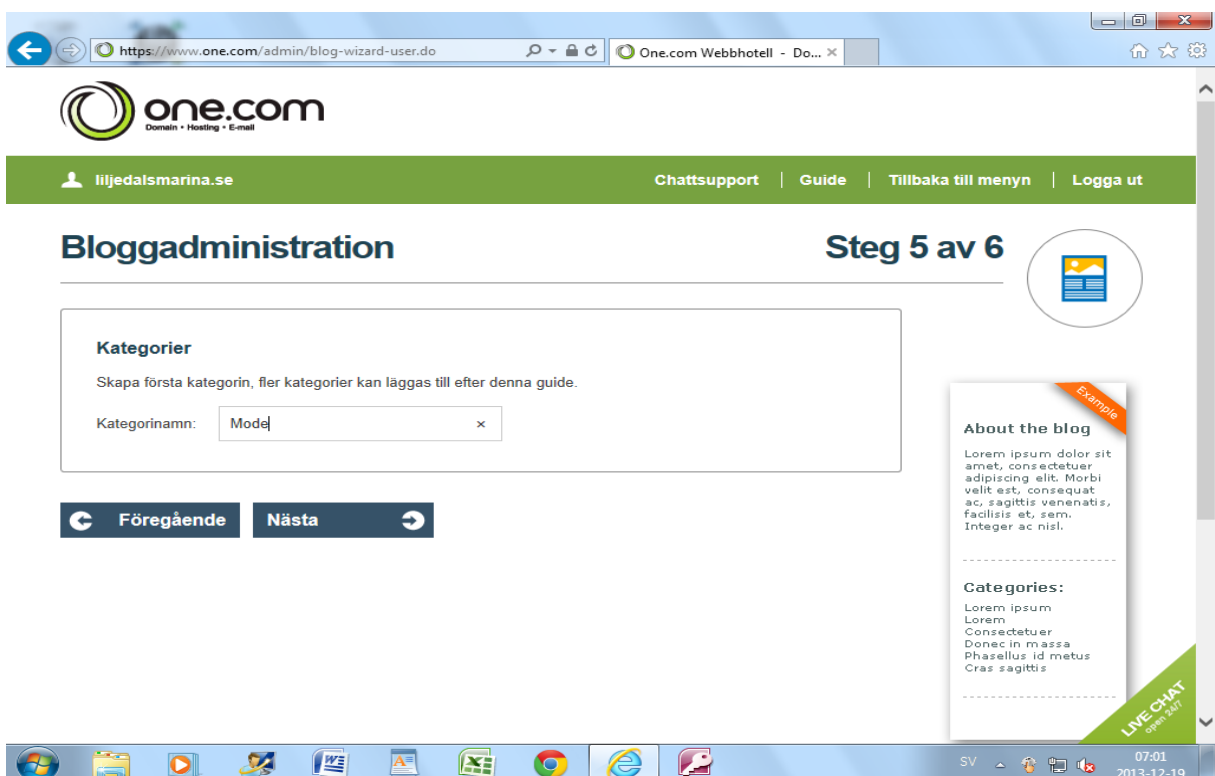 https://www.one.com/admin/blog-wizard-user.do
One.com Webbhotell - Do...
one.com
Domain • Hosting • E-mail
liljedalsmarina.se
Chattsupport | Guide | Tillbaka till menyn | Logga ut
Bloggadministration
Steg 5 av 6
Kategorier
Skapa första kategorin, fler kategorier kan läggas till efter denna guide.
Kategorinamn: Mode
Föregående
Nästa
Example
About the blog
Lorem ipsum dolor sit
amet, consectetuer
adipiscing elit. Morbi
velit est, consequat
ac, sagittis venenatis,
facilisis et, sem.
Integer ac nisl.
Categories:
Lorem ipsum
Lorem
Consectetuer
Donec in massa
Phasellus id metus
Cras sagittis
LIVE CHAT
open 24/7
SV
07:01
2013-12-19